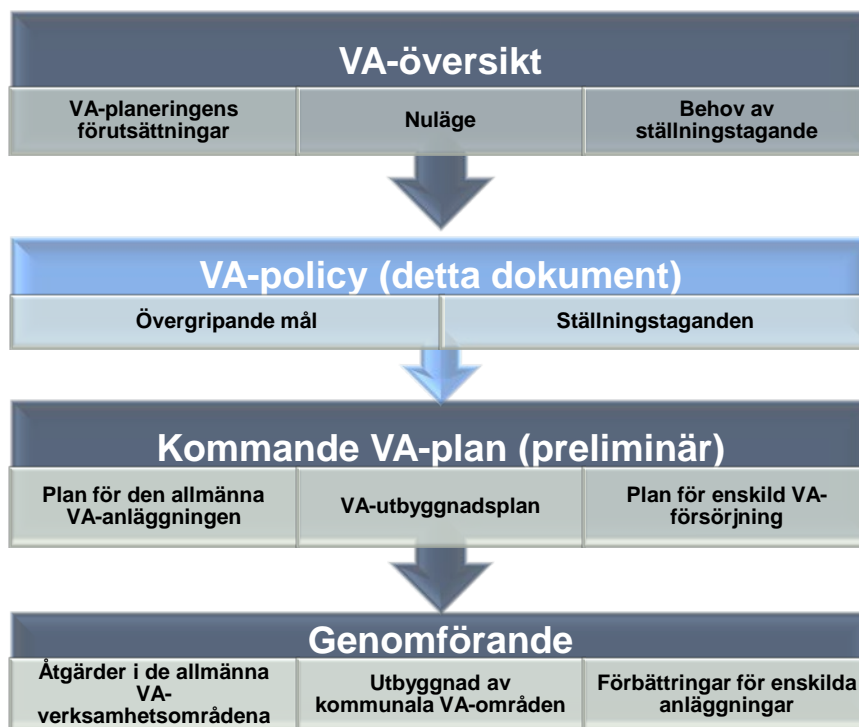 VA-översikt
VA-planeringens
förutsättningar
Nuläge
Behov av
ställningstagande
VA-policy (detta dokument)
Övergripande mål
Ställningstaganden
Kommande VA-plan (preliminär)
Plan för den allmänna
VA-anläggningen
VA-utbyggnadsplan
Plan för enskild VA-
försörjning
Genomförande
Åtgärder i de allmänna
VA-
verksamhetsområdena
Utbyggnad av
kommunala VA-områden
Förbättringar för enskilda
anläggningar